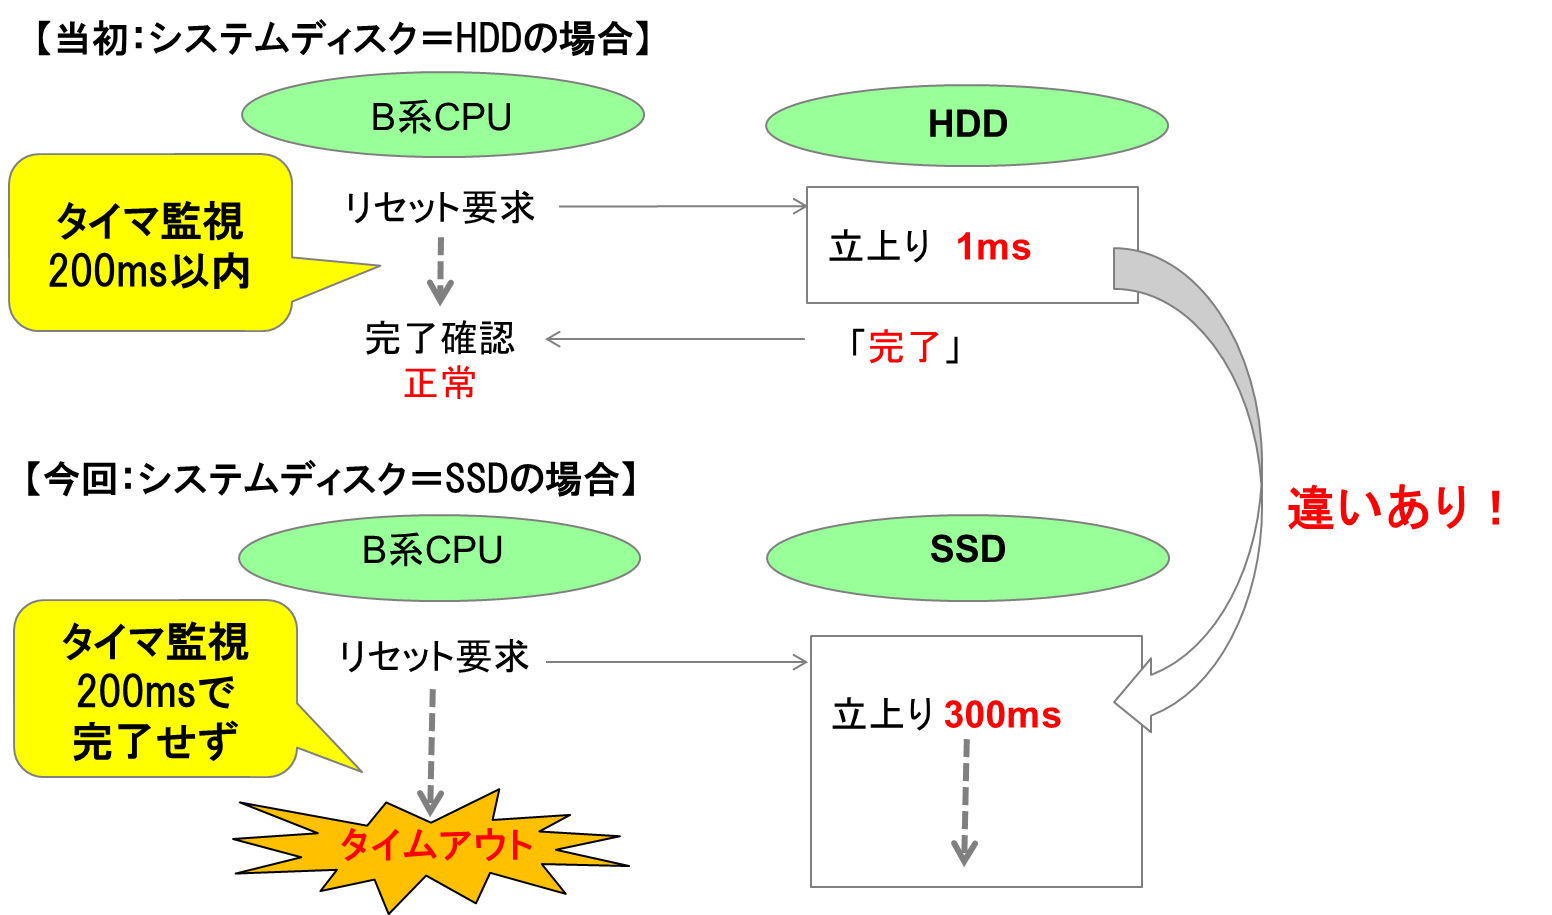 【当初：システムディスク＝HDDの場合】
B系CPU
HDD
タイマ監視
200ms以内
リセット要求
立上り 1ms
完了確認
正常
「完了」
【今回：システムディスク＝SSDの場合】
違いあり！
B系CPU
SSD
タイマ監視
200msで
完了せず
リセット要求
立上り 300ms
タイムアウト